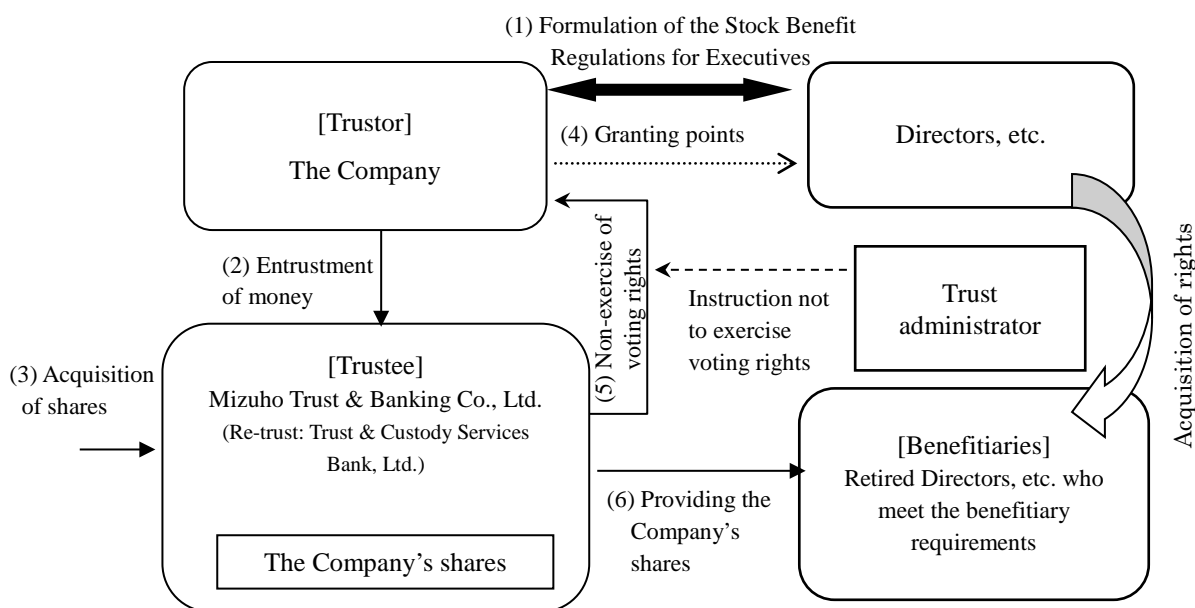 (1) Formulation of the Stock Benefit
Regulations for Executives
[Trustor]
The Company
(4) Granting points
Directors, etc.
(2) Entrustment
of money
(5) Non-exercise of
voting rights
Instruction not
to exercise
voting rights
Trust
administrator
Acquisition of rights
(3) Acquisition
of shares
[Trustee]
Mizuho Trust & Banking Co., Ltd.
(Re-trust: Trust & Custody Services
Bank, Ltd.)
The Company’s shares
(6) Providing the
Company’s
shares
[Benefitiaries]
Retired Directors, etc. who
meet the benefitiary
requirements